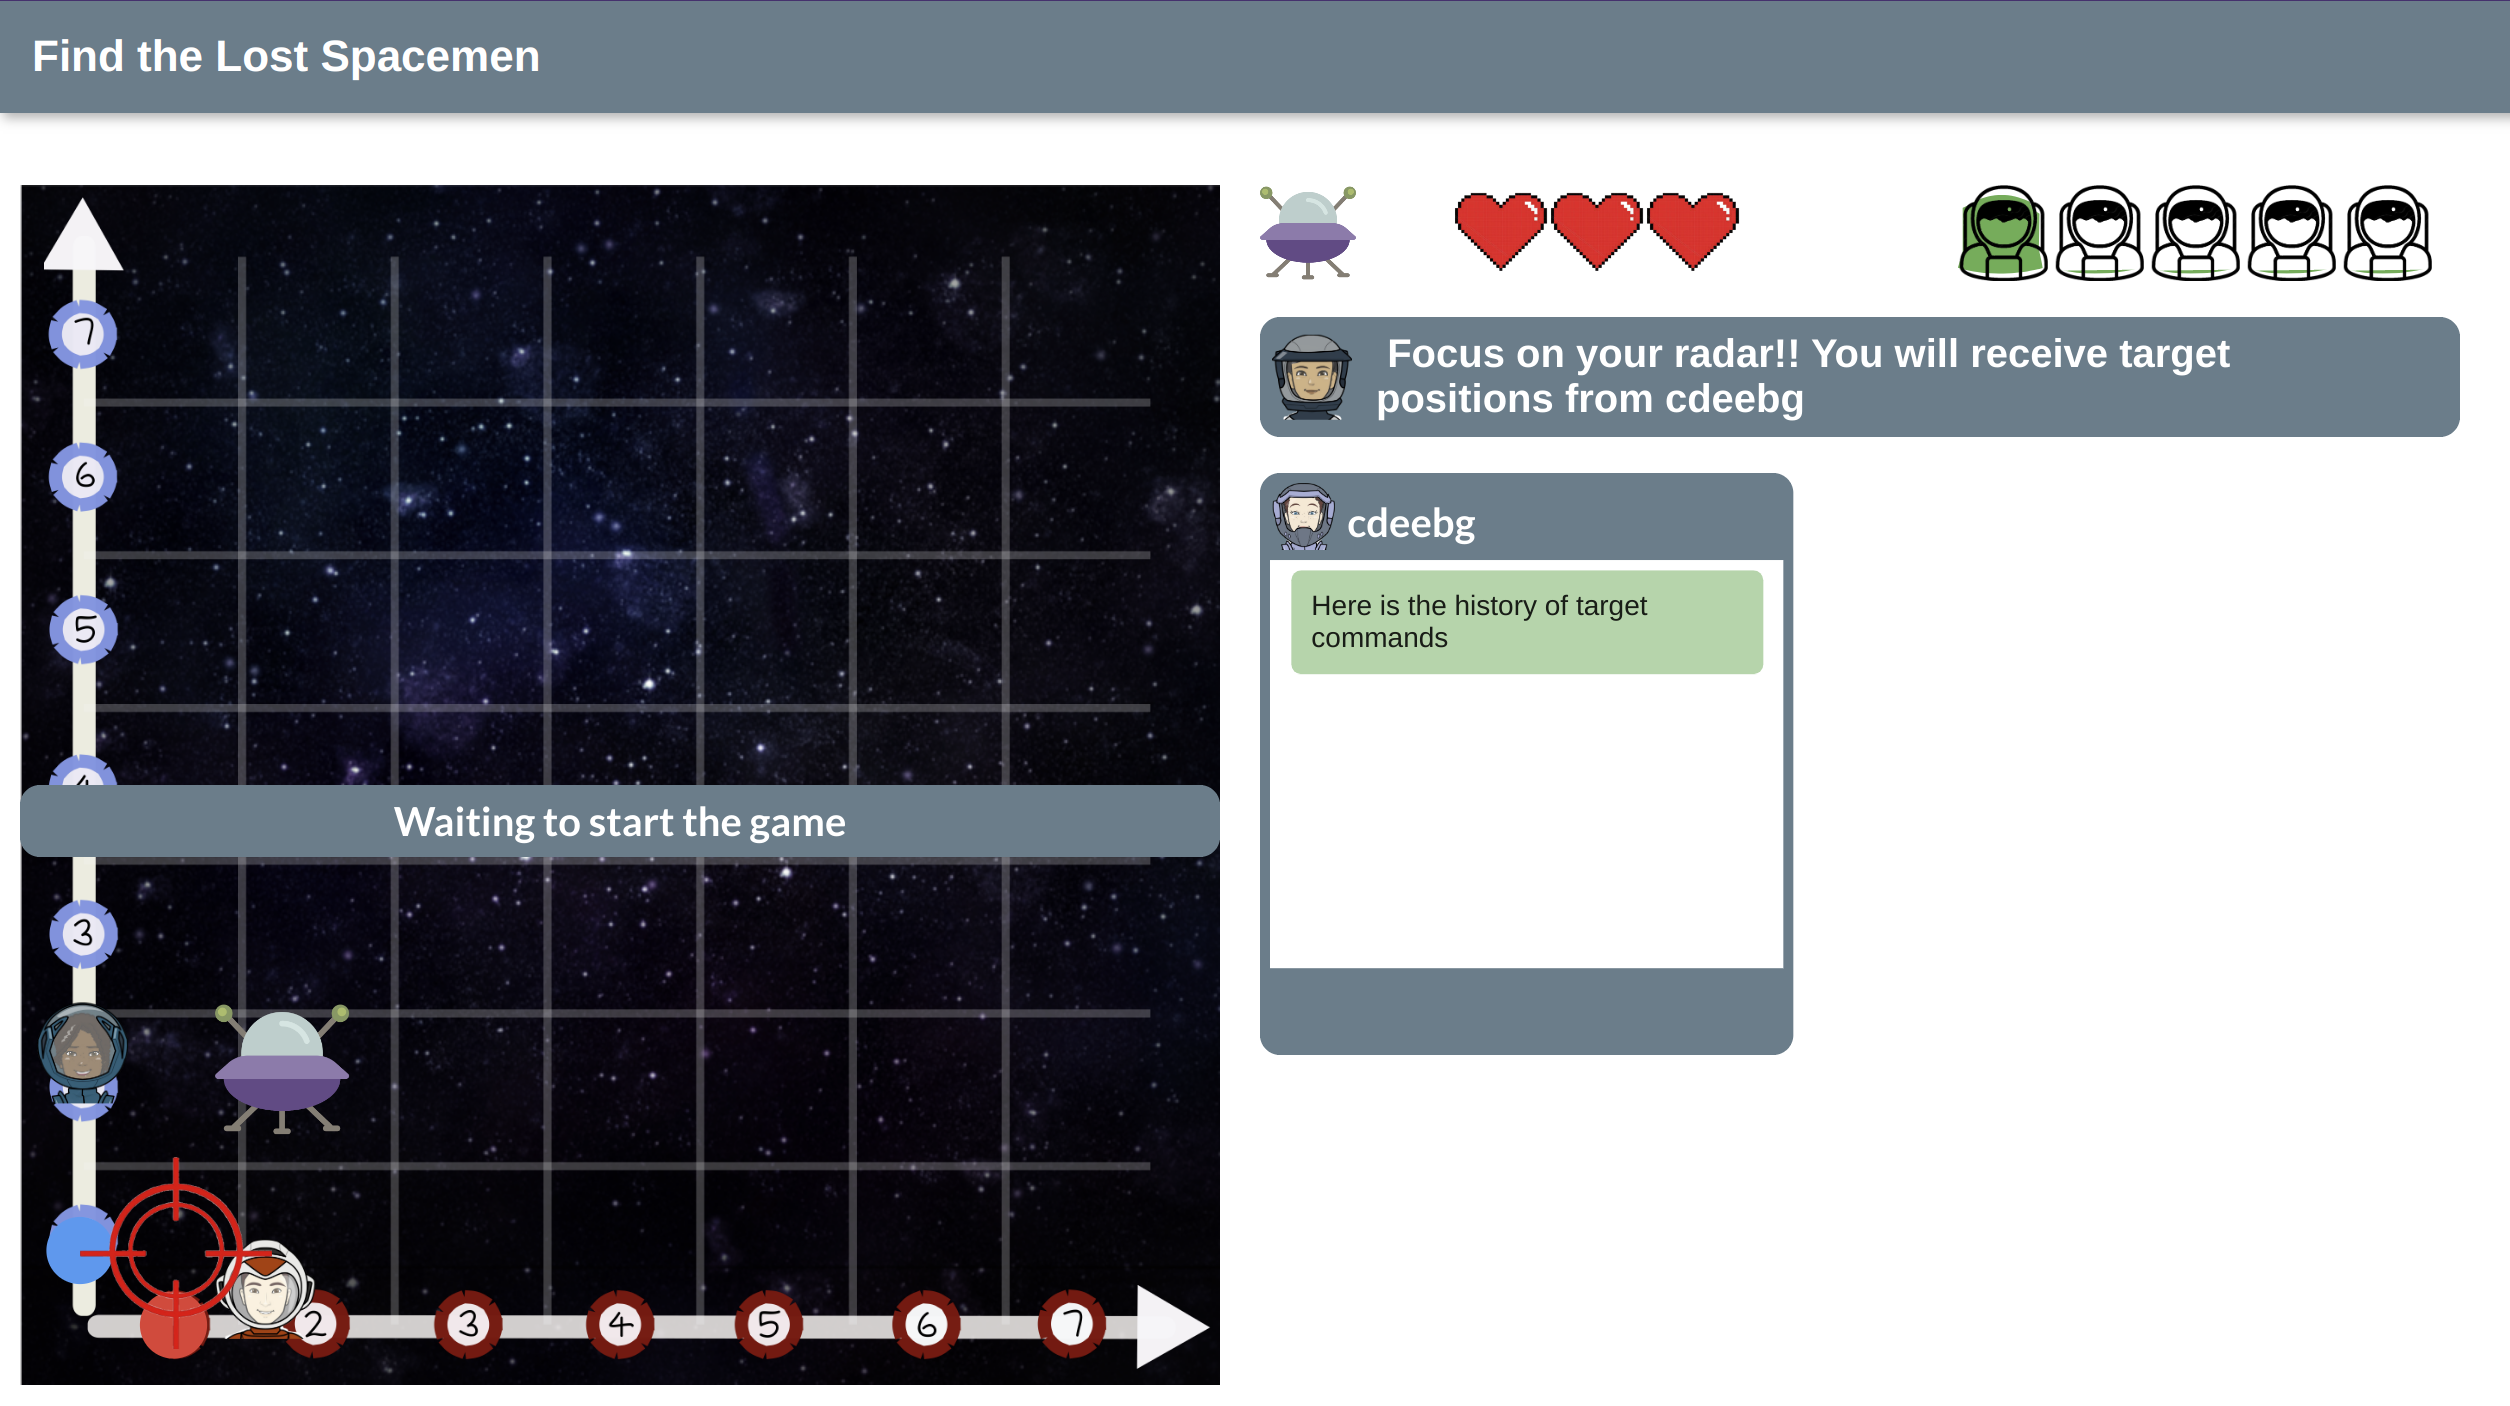 Find the Lost Spacemen
Focus on your radar!! You will receive target
positions from cdeebg
cdeebg
Here is the history of target
commands
7
6
5
4
Waiting to start the game
3
2
3
4
5
6
7